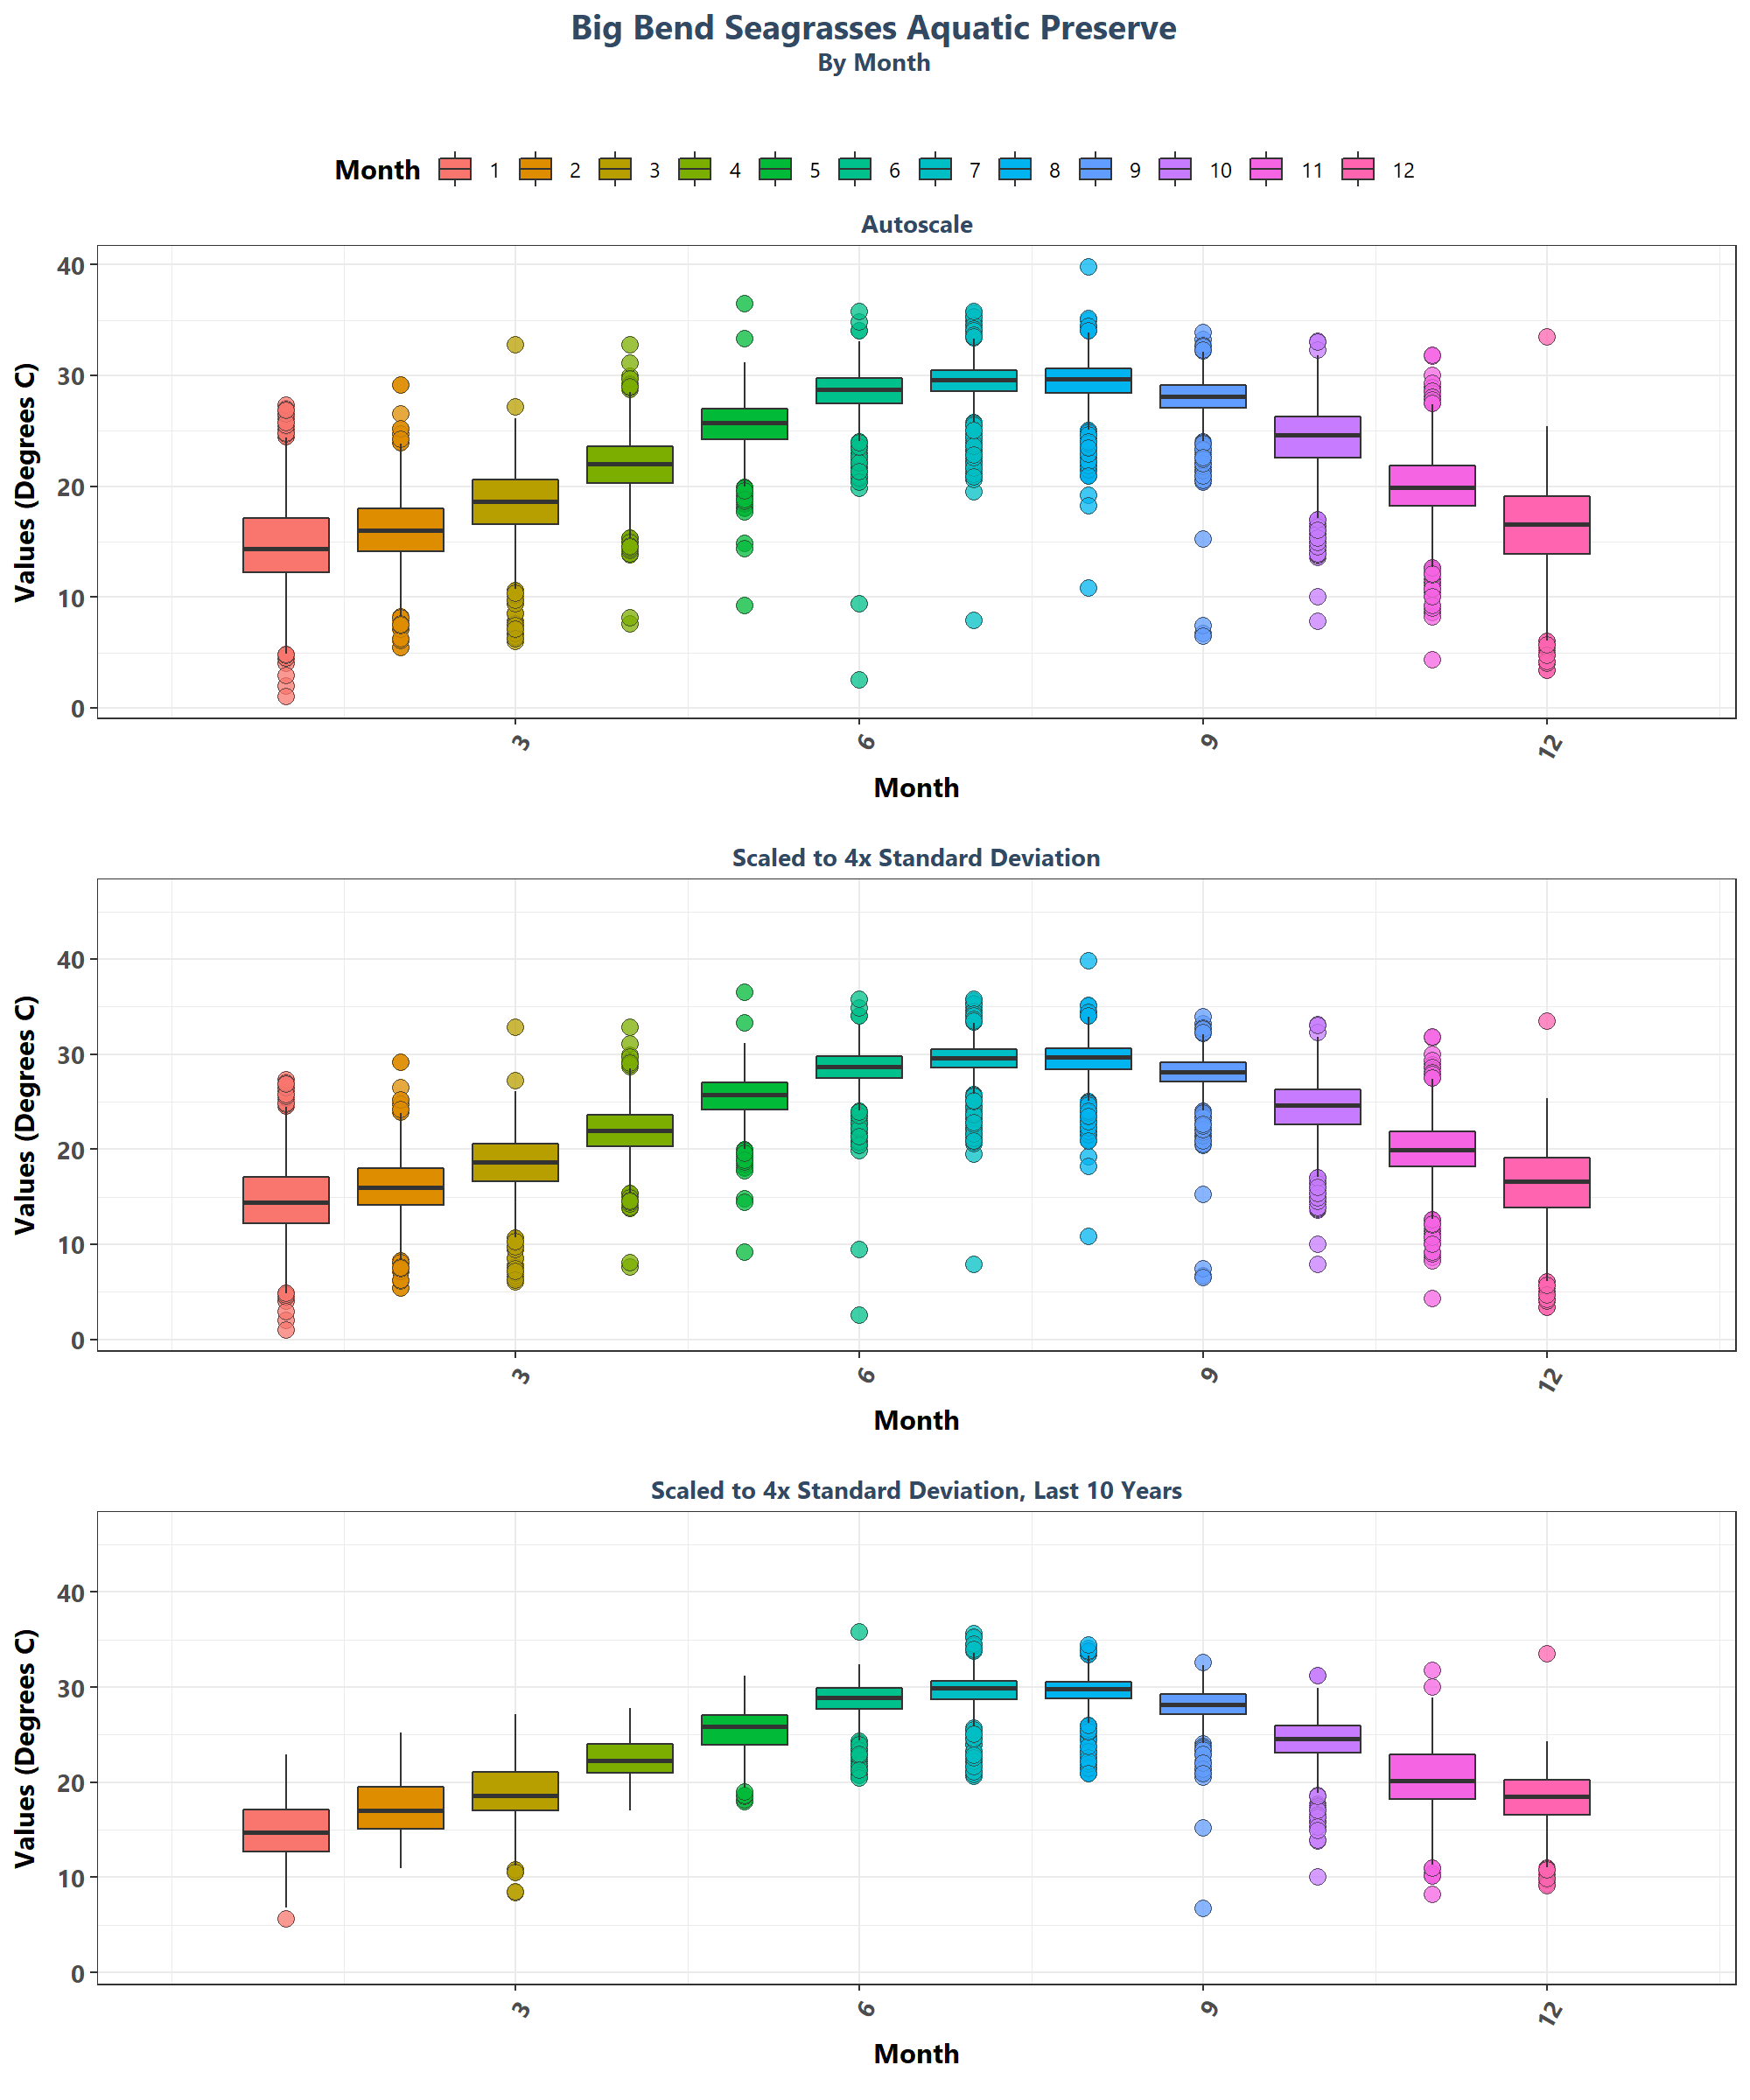 Big Bend Seagrasses Aquatic Preserve
By Month
Month 1 2 3 4 5 6 7 8 9 10 11 12
Autoscale
Values (Degrees C)
40
30
20
10
0
3 6 9 12
Month
Scaled to 4x Standard Deviation
Values (Degrees C)
40
30
20
10
0
3 6 9 12
Month
Scaled to 4x Standard Deviation, Last 10 Years
Values (Degrees C)
40
30
20
10
0
3 6 9 12
Month